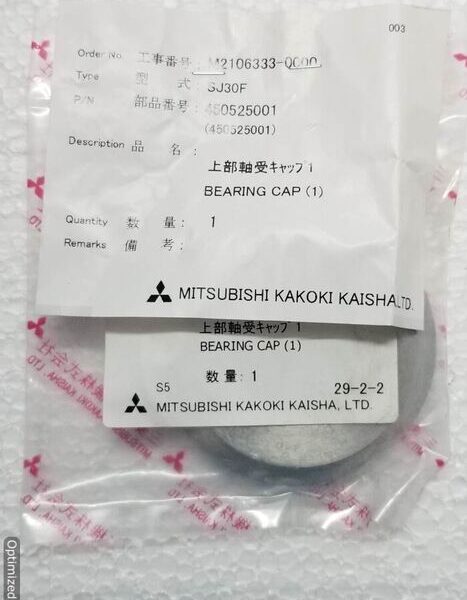 003
Order No 工事番号: M2106333-0000
Type 型 式: SJ30F
P/N 部品番号: 450525001
(450525001)
Description 品 名:
上部軸受キャップ1
BEARING CAP (1)
Quantity 数 量: 1
Remarks 備 考:
MITSUBISHI KAKOKI KAISHA,LTD.
上部軸受キャップ 1
BEARING CAP (1)
数量: 1
S5 29-2-2
MITSUBISHI KAKOKI KAISHA, LTD.
Optimized